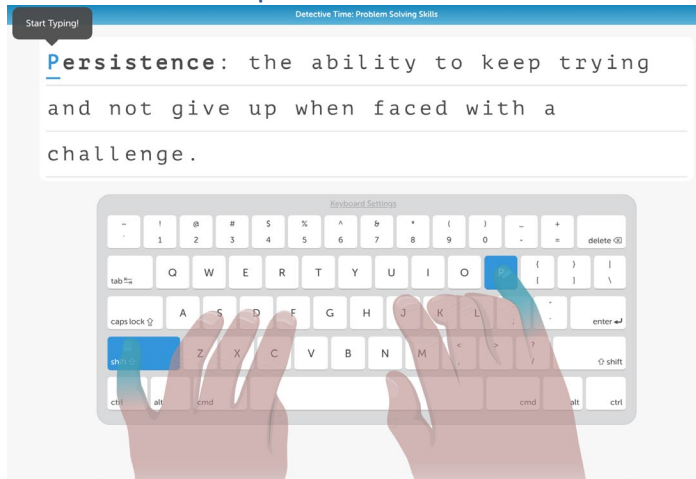 Detective Time: Problem Solving Skills
Start Typing!
Persistence: the ability to keep trying
and not give up when faced with a
challenge.
Keyboard Settings
~ ! @ # $ % ^ & * ( ) _ +
` 1 2 3 4 5 6 7 8 9 0 - = delete
tab Q W E R T Y U I O P { } |
[ ] \
caps lock A S D F G H J K L enter
shift Z X C V B N M < > ? shift
ctrl alt cmd cmd alt ctrl